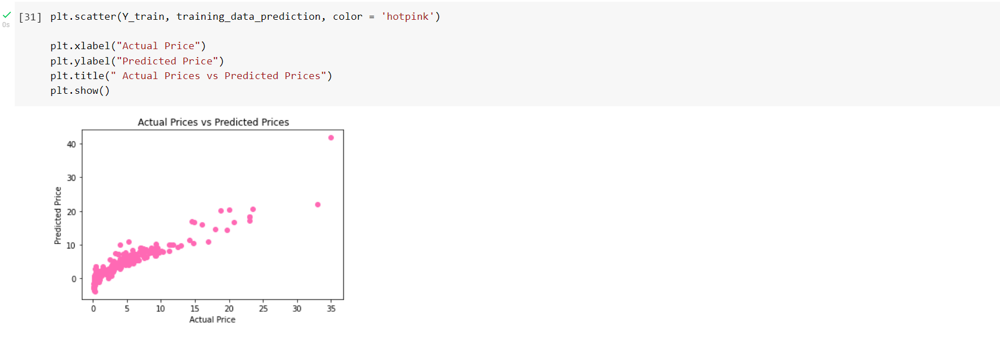 [31] plt.scatter(Y_train, training_data_prediction, color = 'hotpink')
0s
plt.xlabel("Actual Price")
plt.ylabel("Predicted Price")
plt.title(" Actual Prices vs Predicted Prices")
plt.show()
Actual Prices vs Predicted Prices
40
30
20
10
0
Predicted Price
0 5 10 15 20 25 30 35
Actual Price